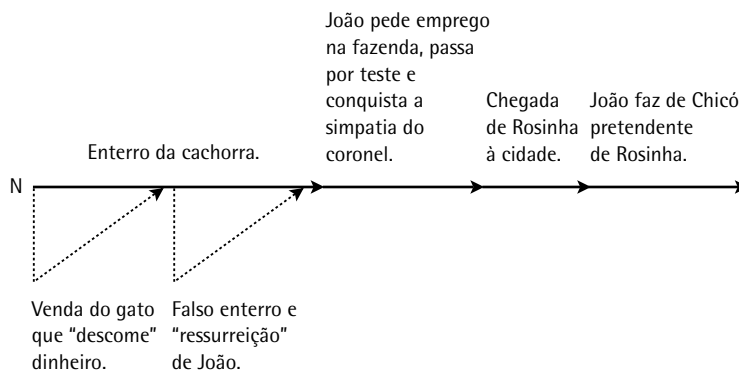 João pede emprego
na fazenda, passa
por teste e
conquista a
simpatia do
coronel.
Chegada
de Rosinha
à cidade.
João faz de Chicó
pretendente
de Rosinha.
Enterro da cachorra.
N
Venda do gato
que “descome”
dinheiro.
Falso enterro e
“ressurreição”
de João.